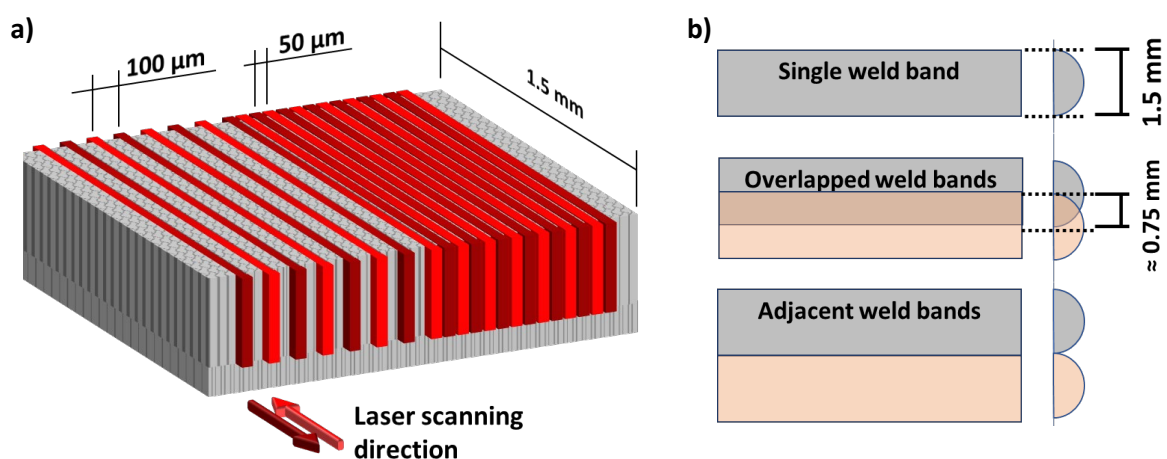 a)
100 µm
50 µm
1.5 mm
Laser scanning
direction
b)
Single weld band
1.5 mm
Overlapped weld bands
≈ 0.75 mm
Adjacent weld bands